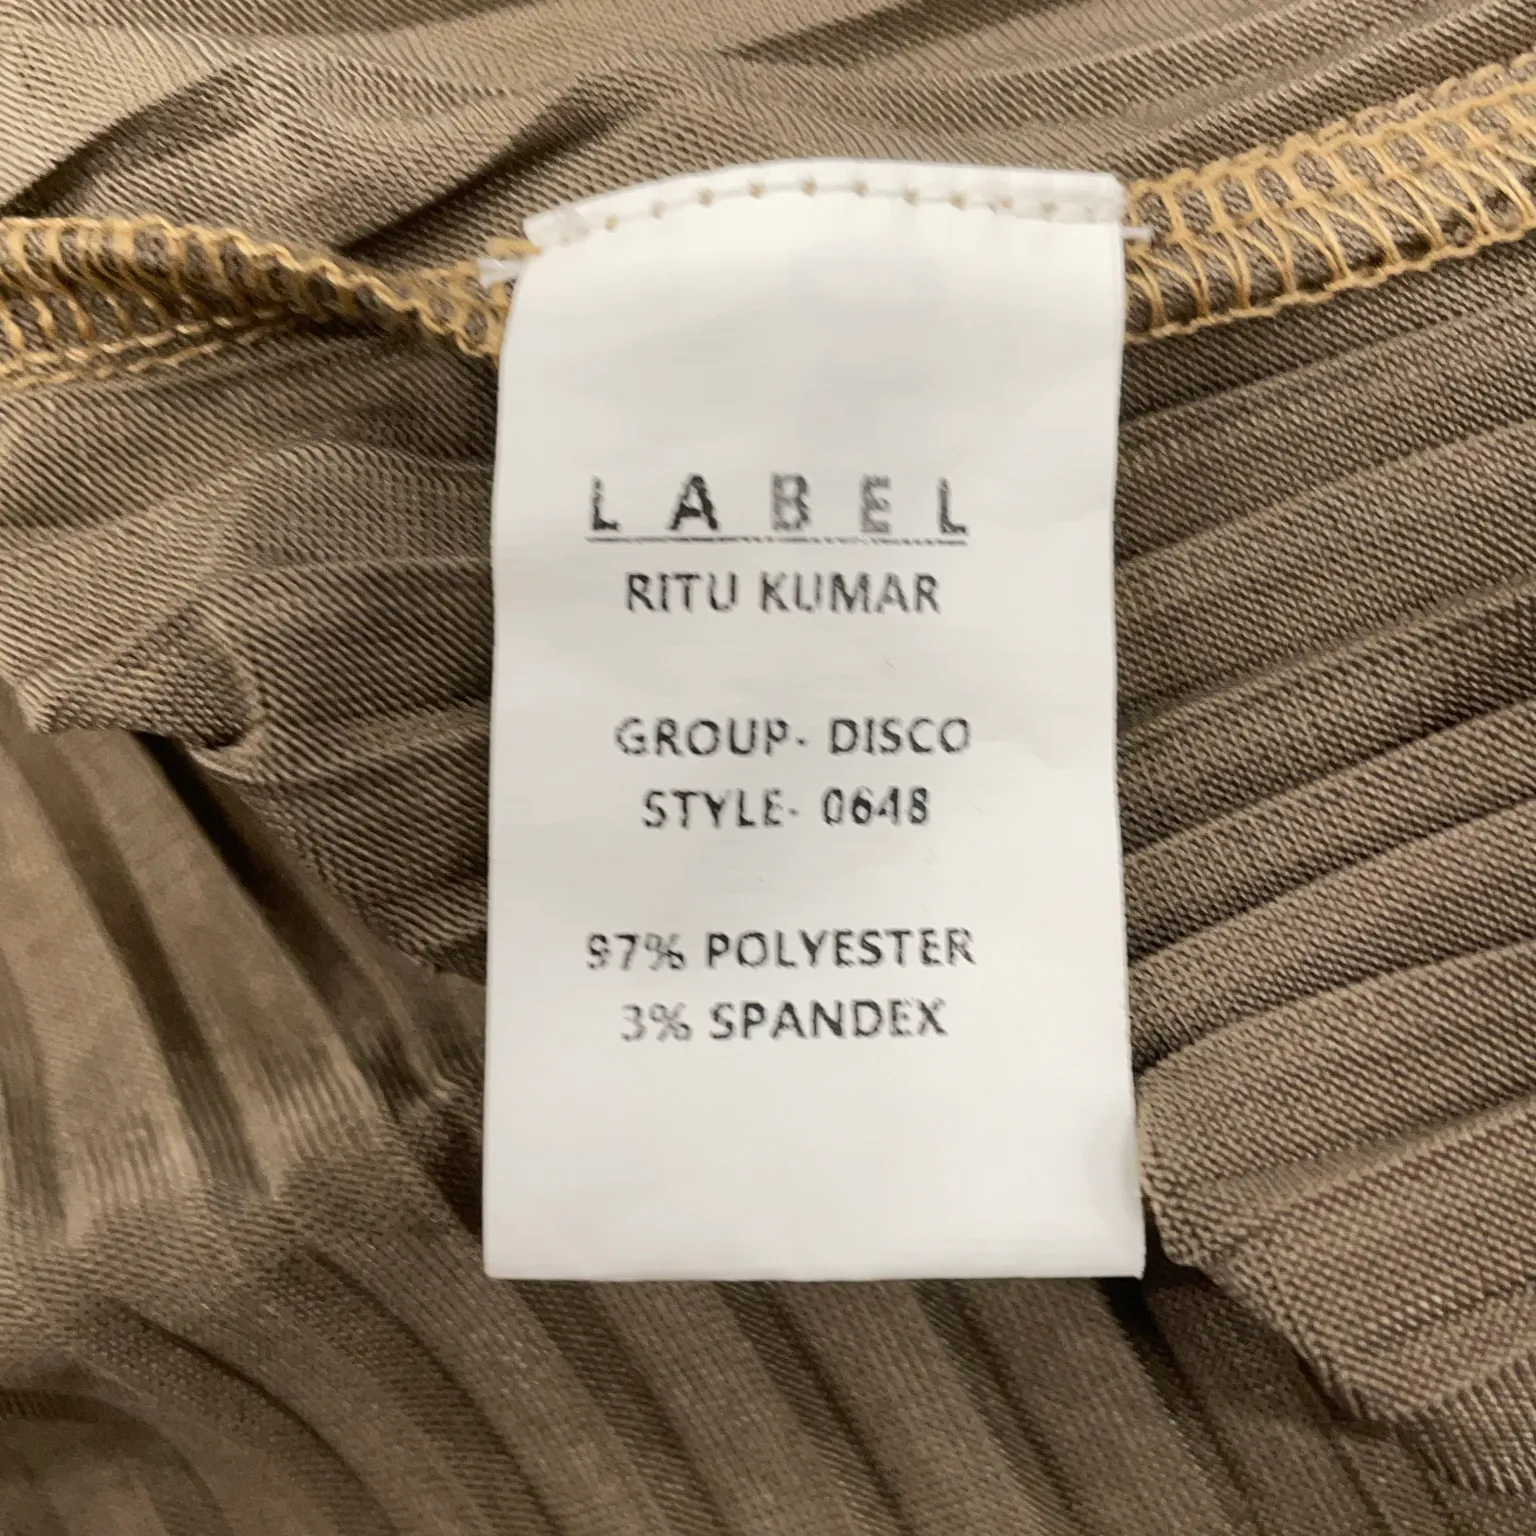 LABEL
RITU KUMAR
GROUP- DISCO
STYLE- 0648
97% POLYESTER
3% SPANDEX